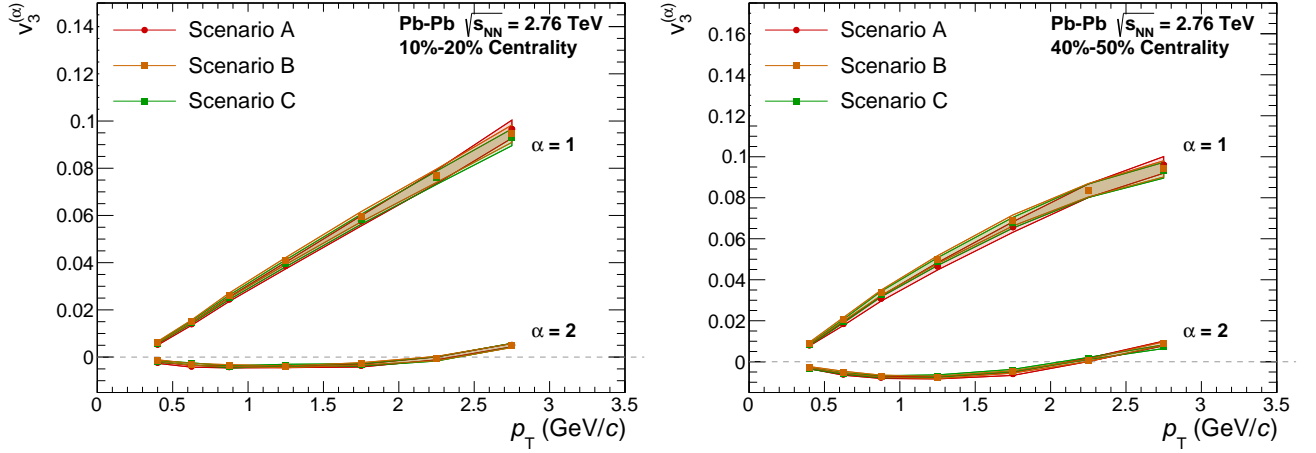 v₃^(α)
0.14
0.12
0.1
0.08
0.06
0.04
0.02
0
Scenario A
Scenario B
Scenario C
Pb-Pb √s_NN = 2.76 TeV
10%-20% Centrality
α = 1
α = 2
0 0.5 1 1.5 2 2.5 3 3.5
p_T (GeV/c)
v₃^(α)
0.16
0.14
0.12
0.1
0.08
0.06
0.04
0.02
0
Scenario A
Scenario B
Scenario C
Pb-Pb √s_NN = 2.76 TeV
40%-50% Centrality
α = 1
α = 2
0 0.5 1 1.5 2 2.5 3 3.5
p_T (GeV/c)